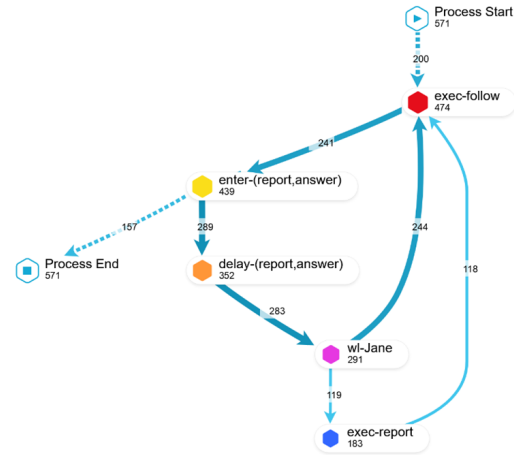 Process Start
571
200
exec-follow
474
241
enter-(report,answer)
439
157
289
244
Process End
571
delay-(report,answer)
352
118
283
wl-Jane
291
119
exec-report
183